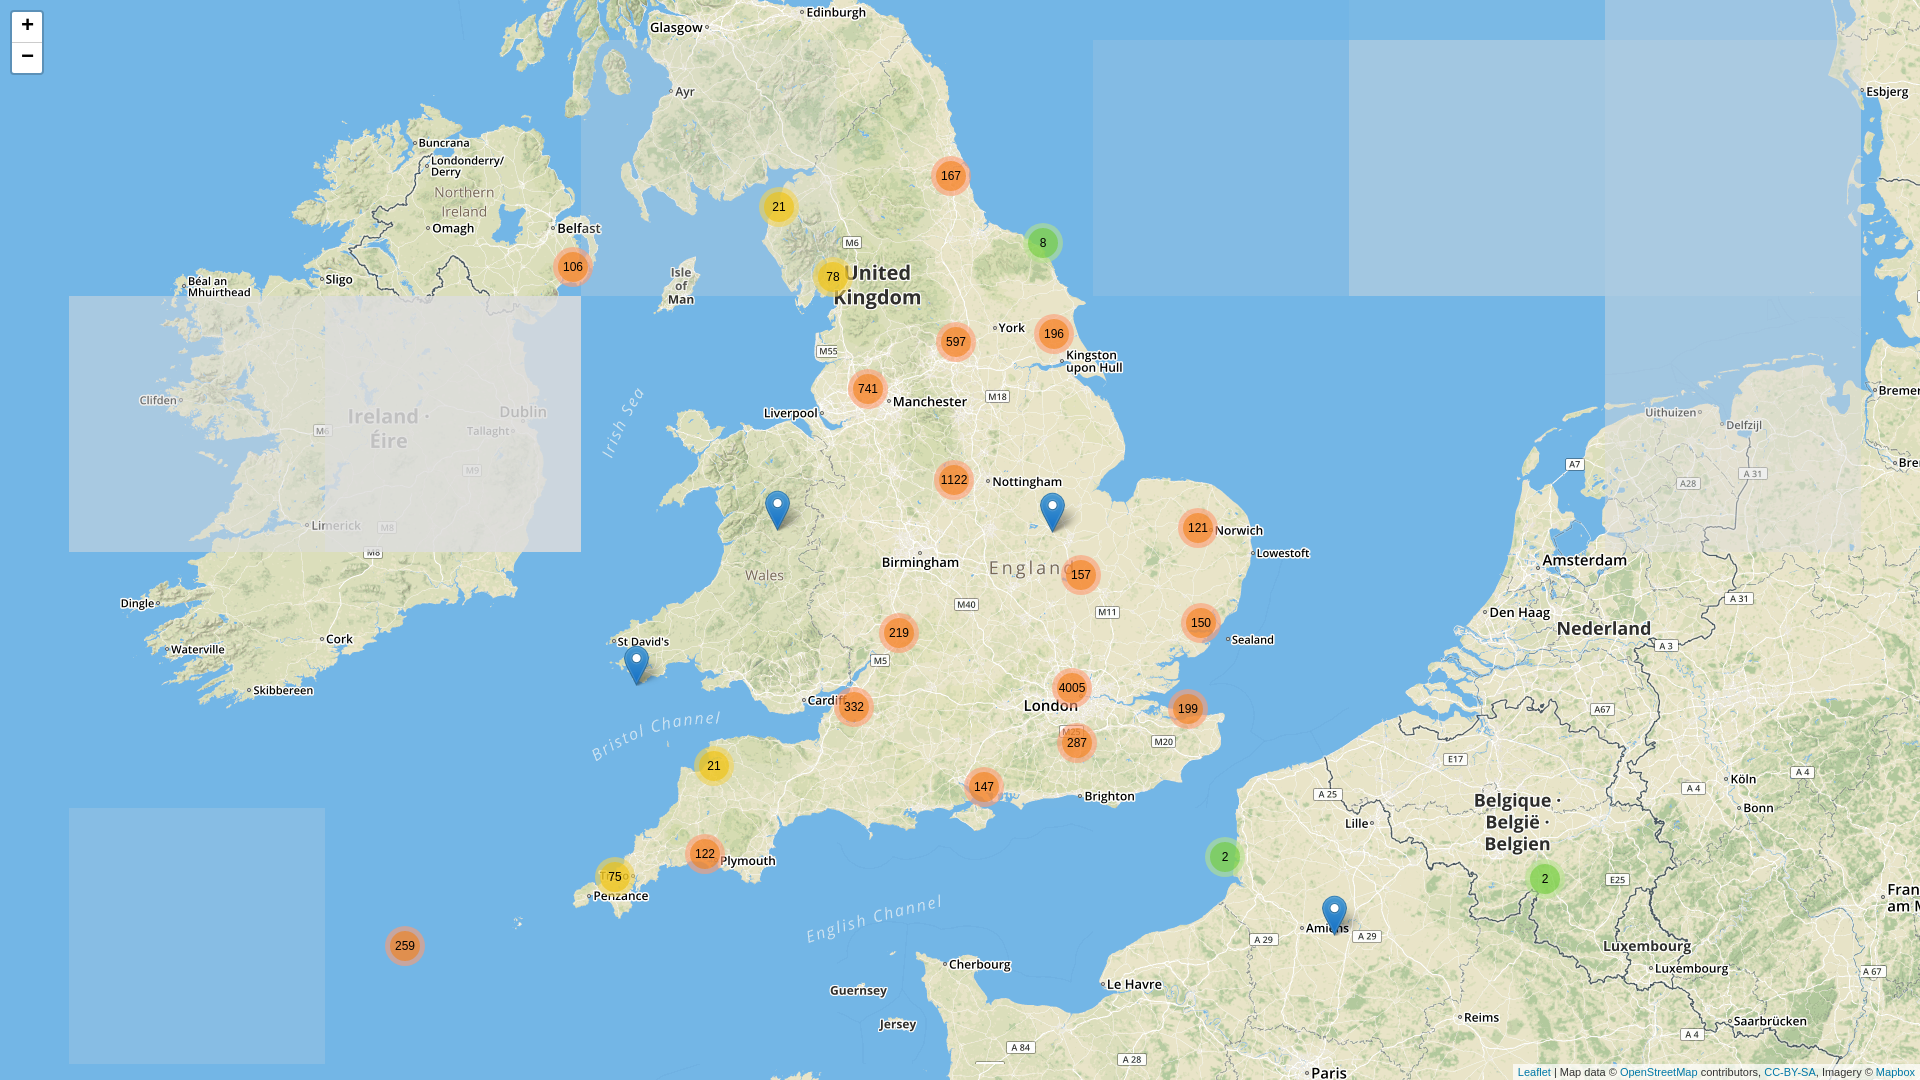 +
−
Edinburgh
Glasgow
Ayr
Esbjerg
Buncrana
Londonderry/
Derry
Northern
Ireland
Omagh
Belfast
167
21
8
M6
106
78
United
Kingdom
Isle
of
Man
Sligo
Béal an
Mhuirthead
York
196
597
Kingston
upon Hull
M55
741
Manchester
M18
Liverpool
Irish Sea
Clifden
Ireland ·
Éire
Dublin
Tallaght
M6
M9
Limerick
M8
M8
Uithuizen
Delfzijl
Breme
Bre
A7
A 31
A28
1122
Nottingham
121
Norwich
Lowestoft
Birmingham
England
157
Wales
Amsterdam
Dingle
M40
M11
Den Haag
A 31
Nederland
Cork
Waterville
St David's
219
150
Sealand
A 3
M5
Skibbereen
4005
London
Cardiff
332
199
A67
Bristol Channel
M25
287
M20
E17
21
147
Brighton
A 25
Köln
A 4
A 4
Bonn
Belgique ·
België ·
Belgien
Lille
122
Plymouth
2
2
E25
75
Penzance
Fran
am M
English Channel
Amiens
A 29
A 29
259
Luxembourg
Luxembourg
A 67
Cherbourg
Le Havre
Guernsey
Jersey
Reims
Saarbrücken
A 4
A 84
A 28
Paris
Leaflet | Map data © OpenStreetMap contributors, CC-BY-SA, Imagery © Mapbox